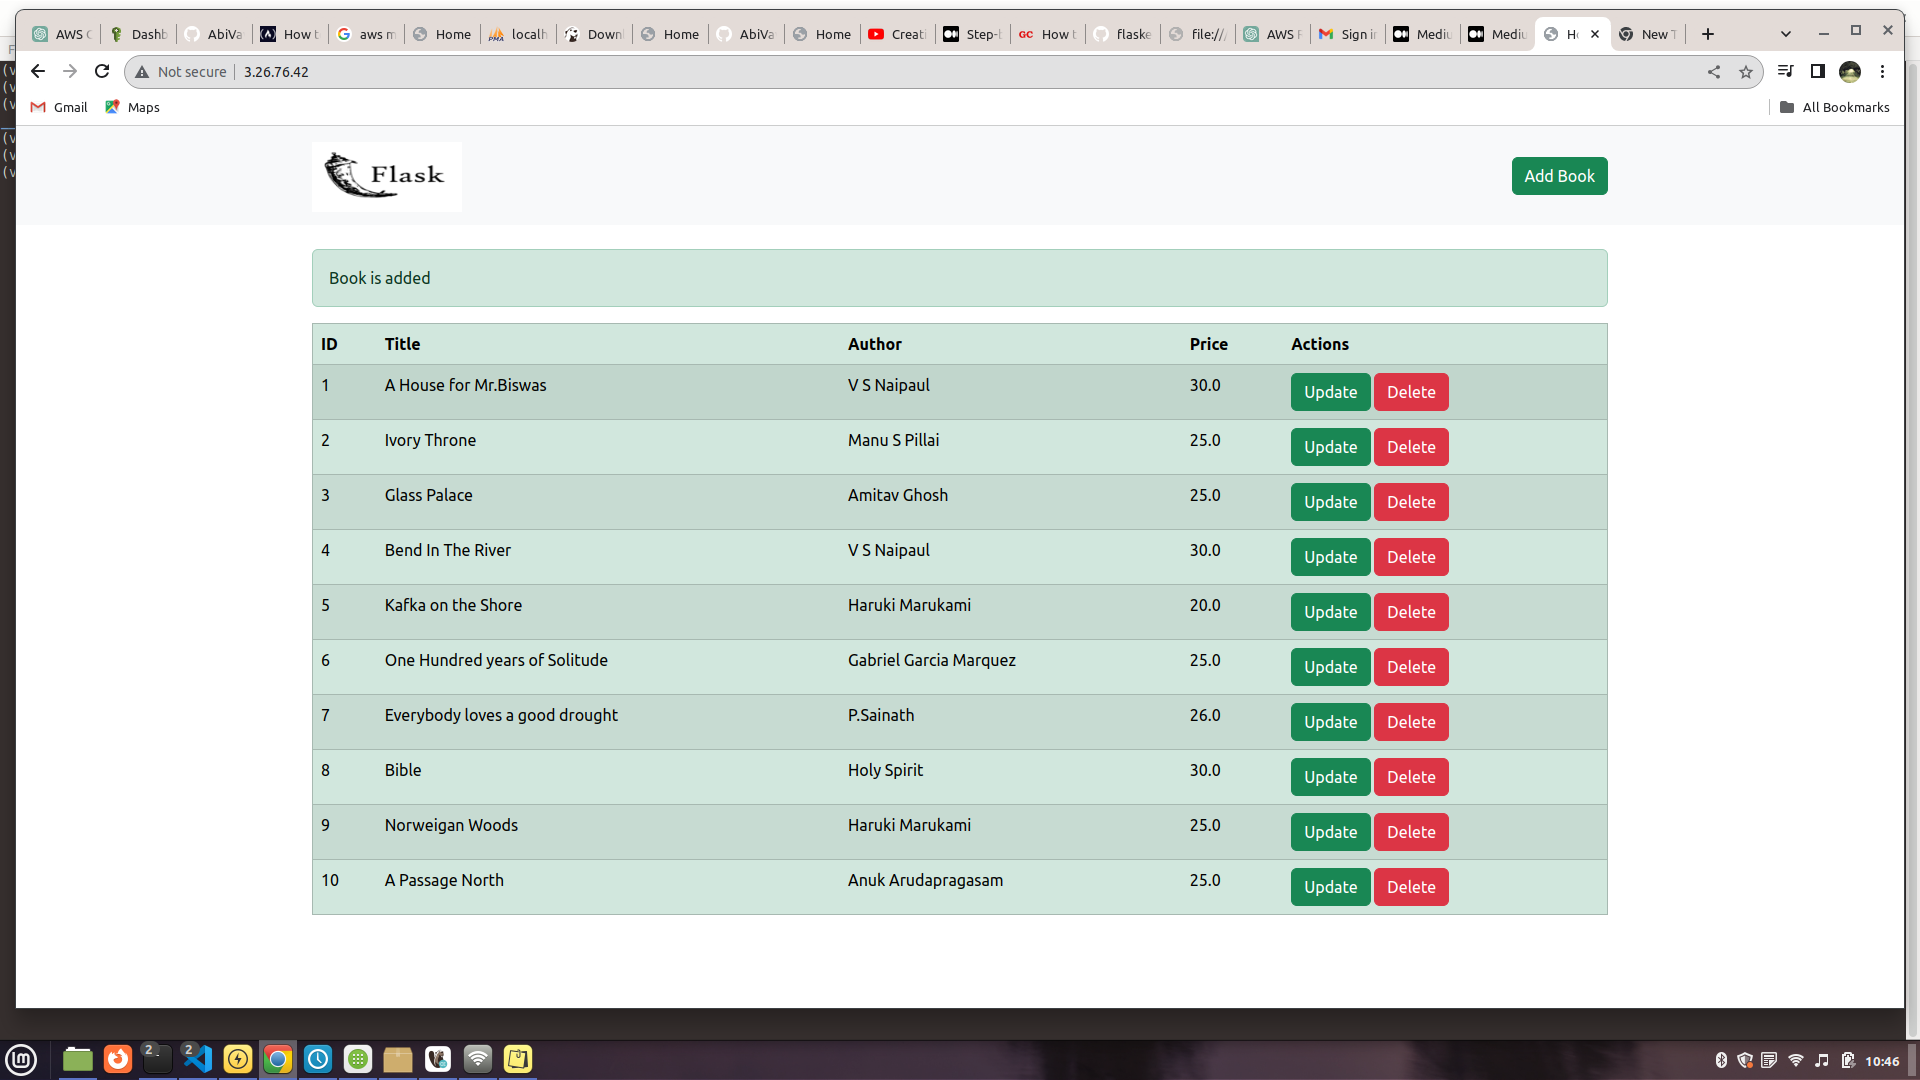 AWS C Dashb AbiVa How t aws m Home localh Downl Home AbiVa Home Creati Step-b GC How t flaske file:// AWS R Sign in Mediu Mediu Ho New T
Not secure 3.26.76.42
Gmail Maps All Bookmarks
Flask Add Book
Book is added
ID Title Author Price Actions
1 A House for Mr.Biswas V S Naipaul 30.0 Update Delete
2 Ivory Throne Manu S Pillai 25.0 Update Delete
3 Glass Palace Amitav Ghosh 25.0 Update Delete
4 Bend In The River V S Naipaul 30.0 Update Delete
5 Kafka on the Shore Haruki Marukami 20.0 Update Delete
6 One Hundred years of Solitude Gabriel Garcia Marquez 25.0 Update Delete
7 Everybody loves a good drought P.Sainath 26.0 Update Delete
8 Bible Holy Spirit 30.0 Update Delete
9 Norweigan Woods Haruki Marukami 25.0 Update Delete
10 A Passage North Anuk Arudapragasam 25.0 Update Delete
2 2 10:46